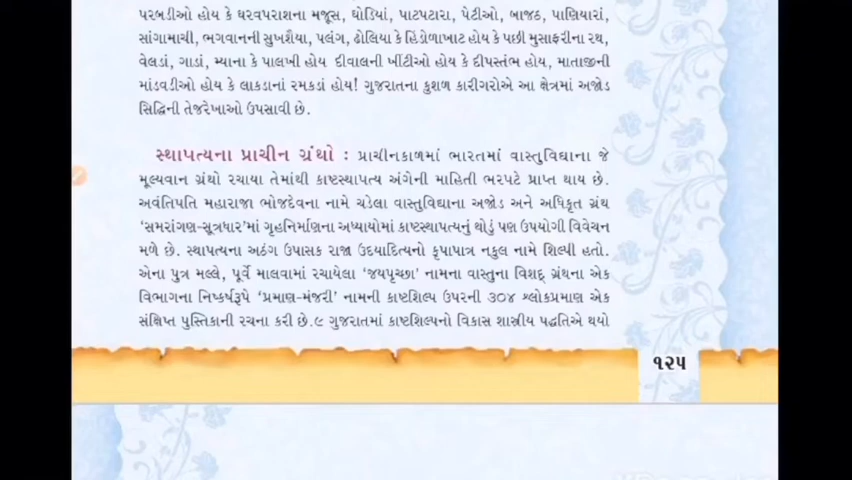 પરબડીઓ હોય કે ઘરવપરાશના મજૂસ, ઘોડિયાં, પાટપટારા, પેટીઓ, બાજઠ, પાણિયારાં,
સાંગામાચી, ભગવાનની સુખશૈયા, પલંગ, ઢોલિયા કે હિંડોળાખાટ હોય કે પછી મુસાફરીના રથ,
વેલડાં, ગાડાં, મ્યાના કે પાલખી હોય દીવાલની ખીંટીઓ હોય કે દીપસ્તંભ હોય, માતાજીની
માંડવડીઓ હોય કે લાકડાનાં રમકડાં હોય! ગુજરાતના કુશળ કારીગરોએ આ ક્ષેત્રમાં અજોડ
સિદ્ધિની તેજરેખાઓ ઉપસાવી છે.
સ્થાપત્યના પ્રાચીન ગ્રંથો : પ્રાચીનકાળમાં ભારતમાં વાસ્તુવિદ્યાના જે
મૂલ્યવાન ગ્રંથો રચાયા તેમાંથી કાષ્ટસ્થાપત્ય અંગેની માહિતી ભરપટે પ્રાપ્ત થાય છે.
અવંતિપતિ મહારાજા ભોજદેવના નામે ચડેલા વાસ્તુવિદ્યાના અજોડ અને અધિકૃત ગ્રંથ
‘સમરાંગણ-સૂત્રધાર’માં ગૃહનિર્માણના અધ્યાયોમાં કાષ્ટસ્થાપત્યનું થોડું પણ ઉપયોગી વિવેચન
મળે છે. સ્થાપત્યના અઠંગ ઉપાસક રાજા ઉદયાદિત્યનો કૃપાપાત્ર નકુલ નામે શિલ્પી હતો.
એના પુત્ર મલ્લે, પૂર્વે માલવામાં રચાયેલા ‘જયપૃચ્છા’ નામના વાસ્તુના વિશદ્ ગ્રંથના એક
વિભાગના નિષ્કર્ષરૂપે ‘પ્રમાણ-મંજરી’ નામની કાષ્ટશિલ્પ ઉપરની ૩૦૪ શ્લોકપ્રમાણ એક
સંક્ષિપ્ત પુસ્તિકાની રચના કરી છે.૯ ગુજરાતમાં કાષ્ટશિલ્પનો વિકાસ શાસ્ત્રીય પદ્ધતિએ થયો
૧૨૫